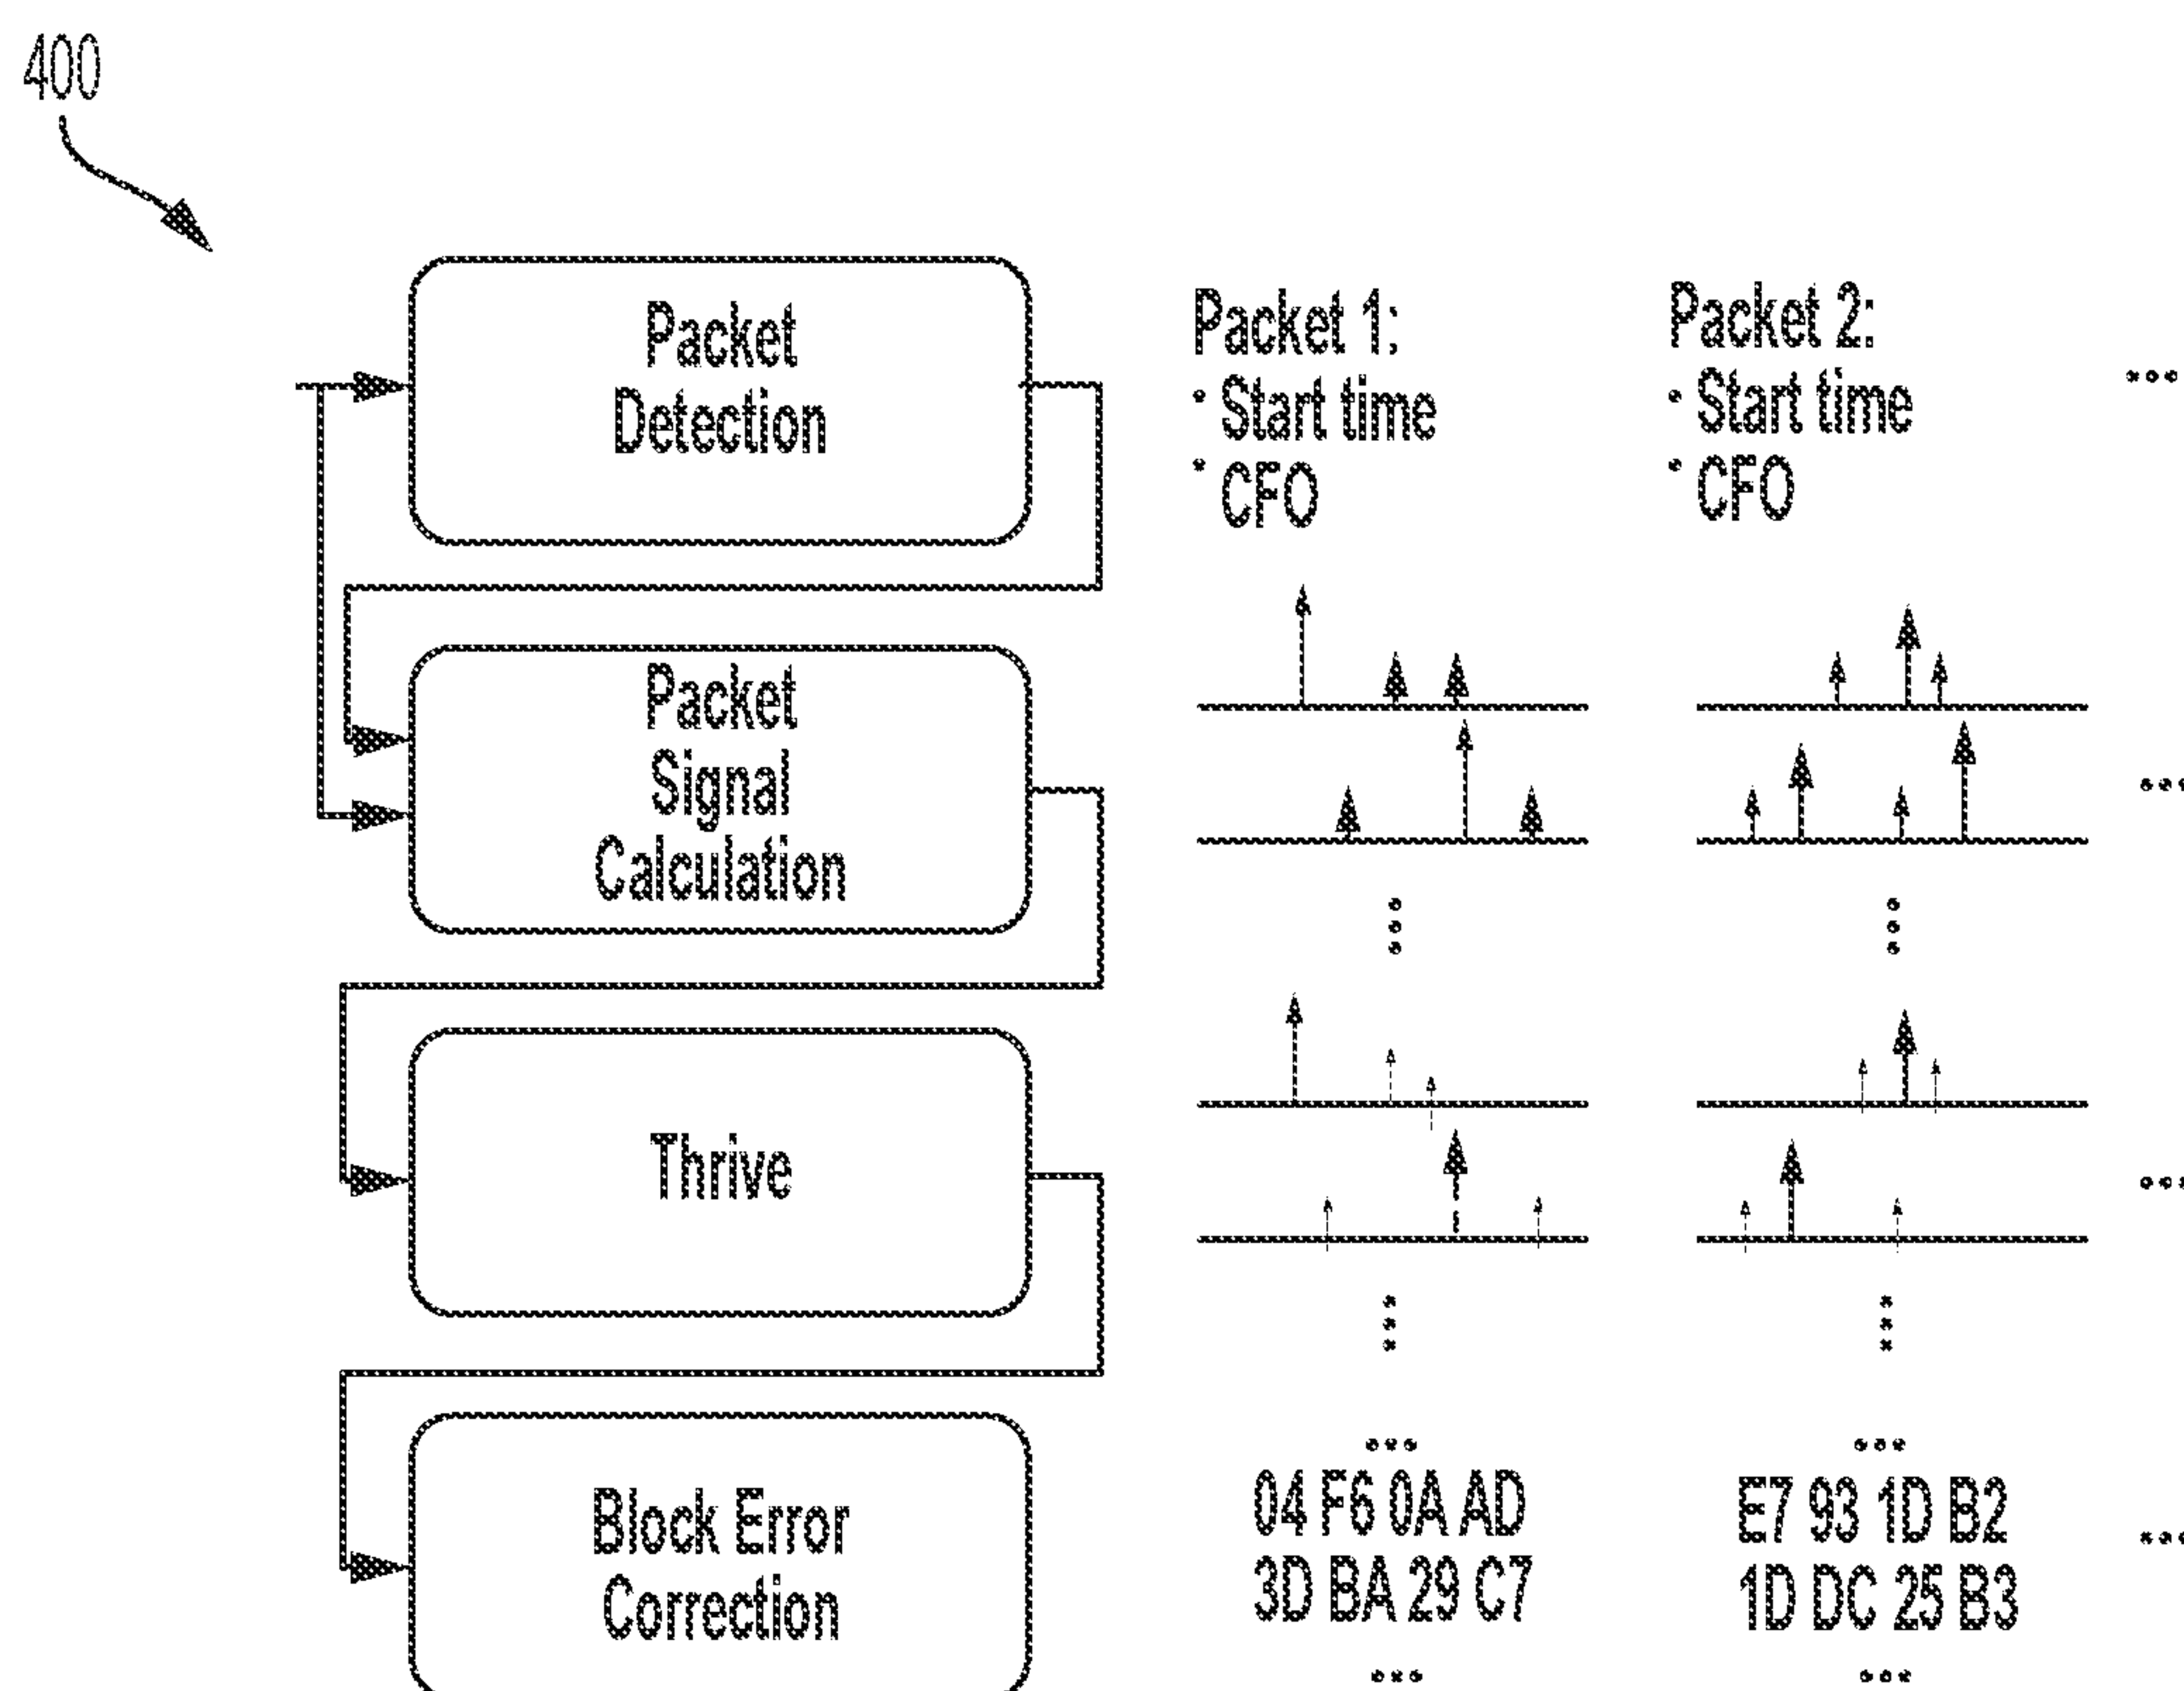 400
Packet
Detection
Packet 1:
• Start time
• CFO
Packet 2:
• Start time
• CFO
...
Packet
Signal
Calculation
...
Thrive
...
Block Error
Correction
...
04 F6 0A AD
3D BA 29 C7
...
...
E7 93 1D B2
1D DC 25 B3
...
...